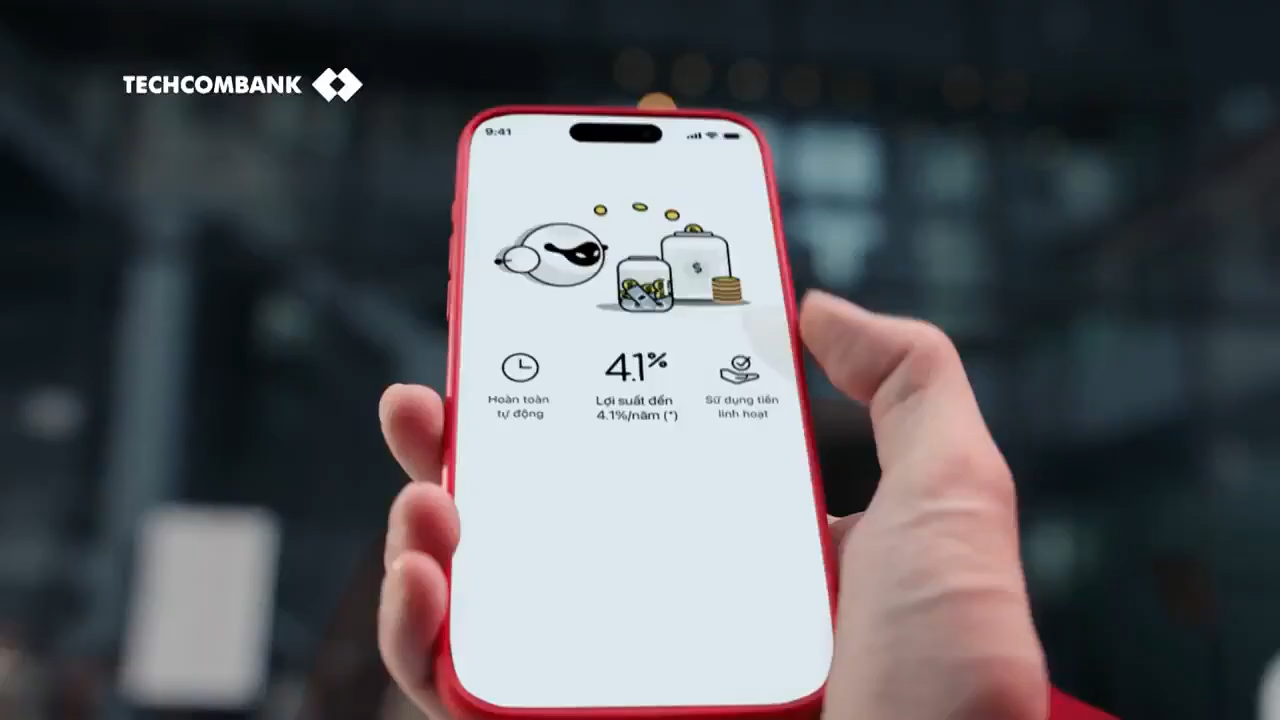 TECHCOMBANK
9:41
$
4.1%
Hoàn toàn
tự động
Lợi suất đến
4.1%/năm (*)
Sử dụng tiền
linh hoạt